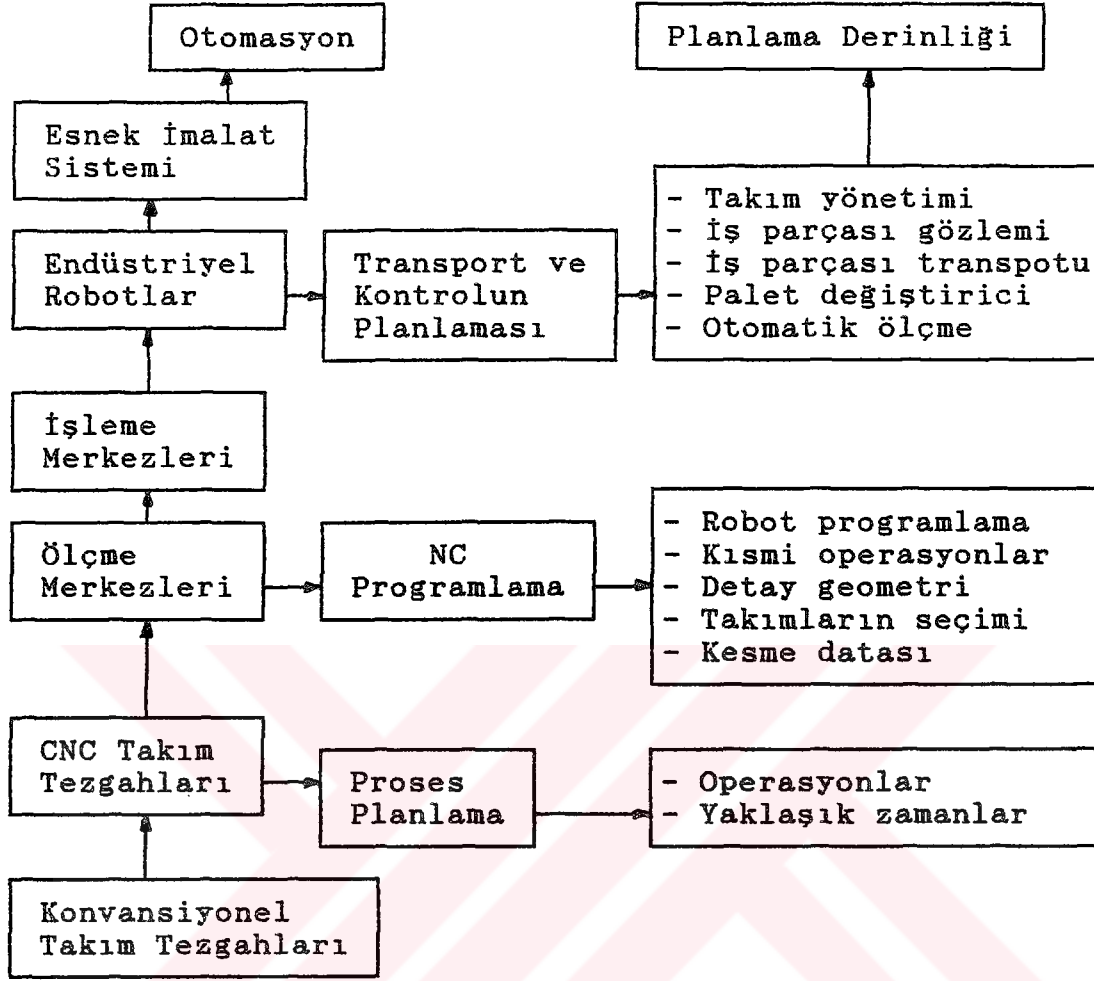 Otomasyon
Planlama Derinliği
Esnek İmalat
Sistemi
- Takım yönetimi
- İş parçası gözlemi
- İş parçası transpotu
- Palet değiştirici
- Otomatik ölçme
Endüstriyel
Robotlar
Transport ve
Kontrolun
Planlaması
İşleme
Merkezleri
Ölçme
Merkezleri
NC
Programlama
- Robot programlama
- Kısmi operasyonlar
- Detay geometri
- Takımların seçimi
- Kesme datası
CNC Takım
Tezgahları
Proses
Planlama
- Operasyonlar
- Yaklaşık zamanlar
Konvansiyonel
Takım Tezgahları